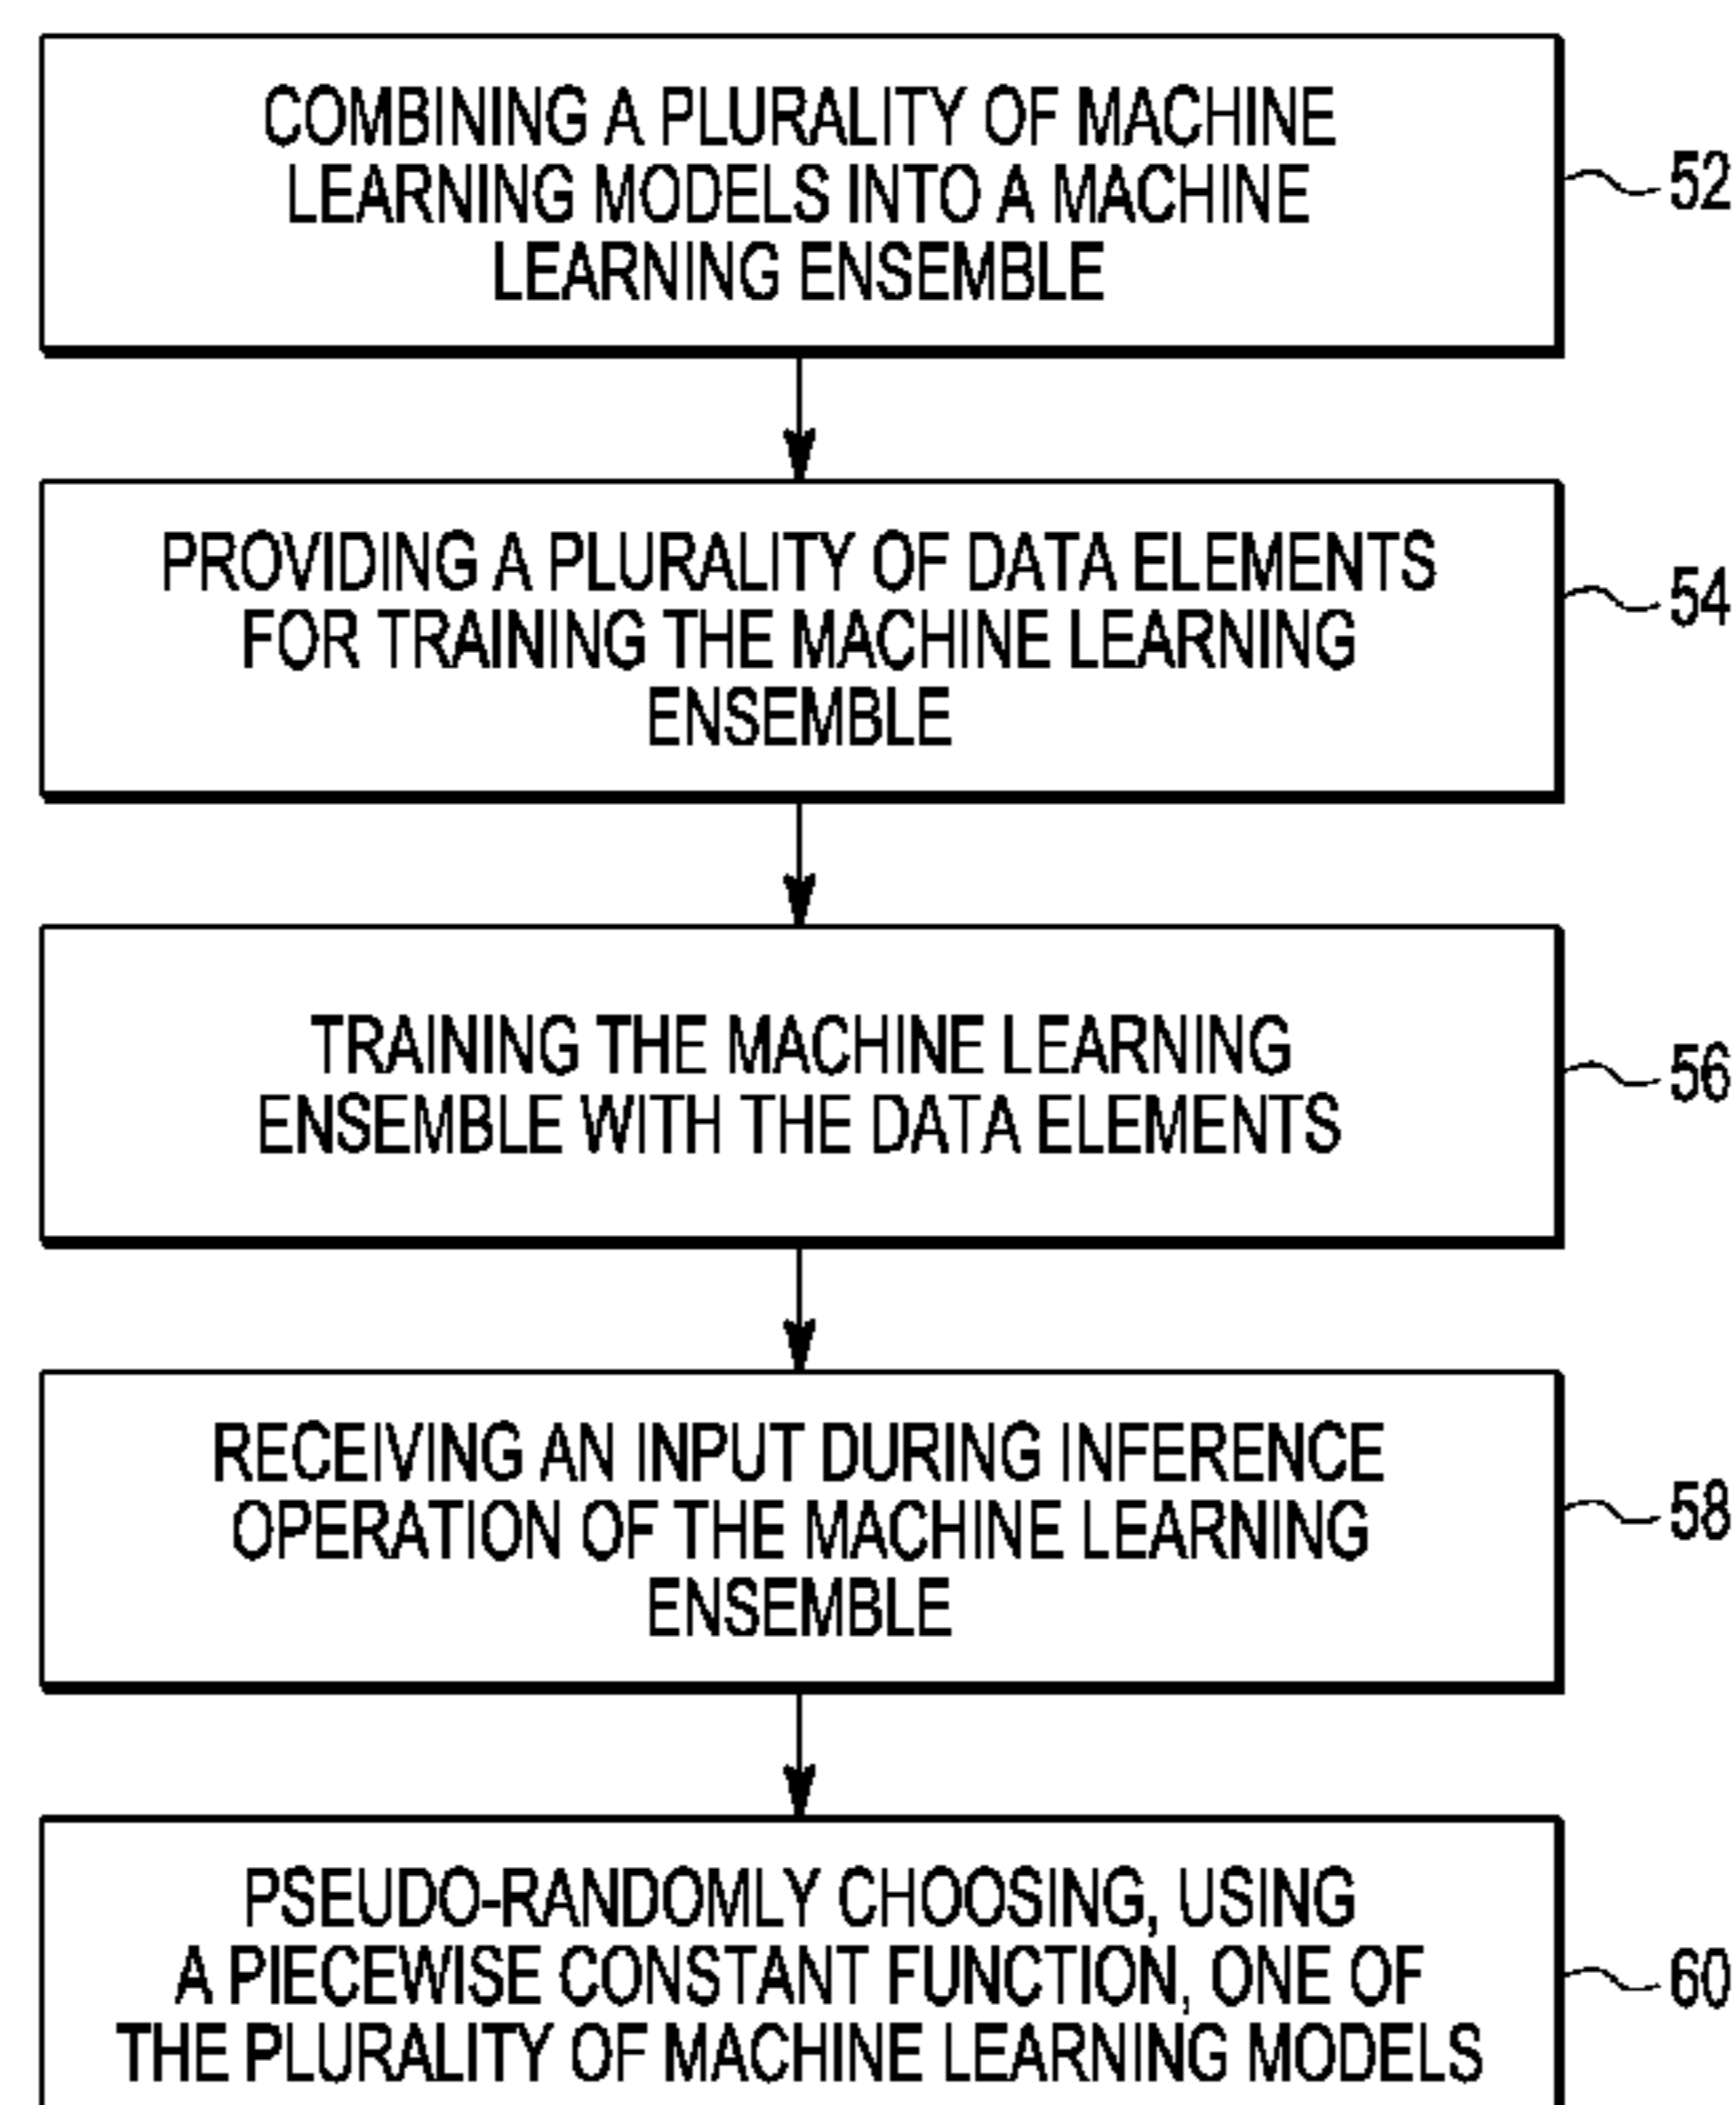 COMBINING A PLURALITY OF MACHINE
LEARNING MODELS INTO A MACHINE
LEARNING ENSEMBLE
52
PROVIDING A PLURALITY OF DATA ELEMENTS
FOR TRAINING THE MACHINE LEARNING
ENSEMBLE
54
TRAINING THE MACHINE LEARNING
ENSEMBLE WITH THE DATA ELEMENTS
56
RECEIVING AN INPUT DURING INFERENCE
OPERATION OF THE MACHINE LEARNING
ENSEMBLE
58
PSEUDO-RANDOMLY CHOOSING, USING
A PIECEWISE CONSTANT FUNCTION, ONE OF
THE PLURALITY OF MACHINE LEARNING MODELS
60